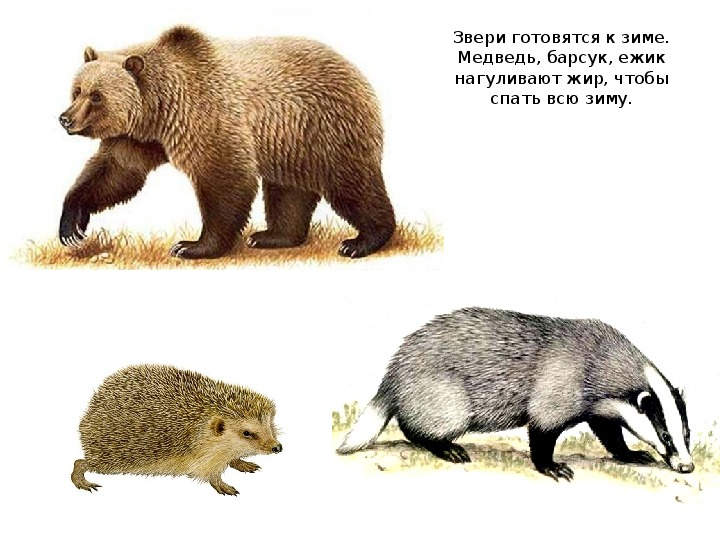 Звери готовятся к зиме.
Медведь, барсук, ежик
нагуливают жир, чтобы
спать всю зиму.